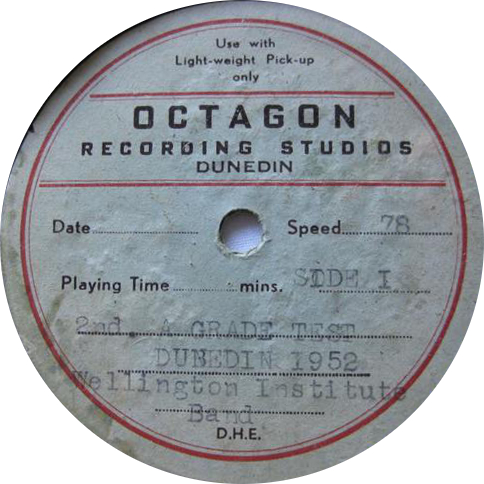 Use with
Light-weight Pick-up
only
OCTAGON
RECORDING STUDIOS
DUNEDIN
Date Speed 78
Playing Time mins. SIDE I
2nd. A GRADE TEST
DUNEDIN 1952
Wellington Institute
Band
D.H.E.